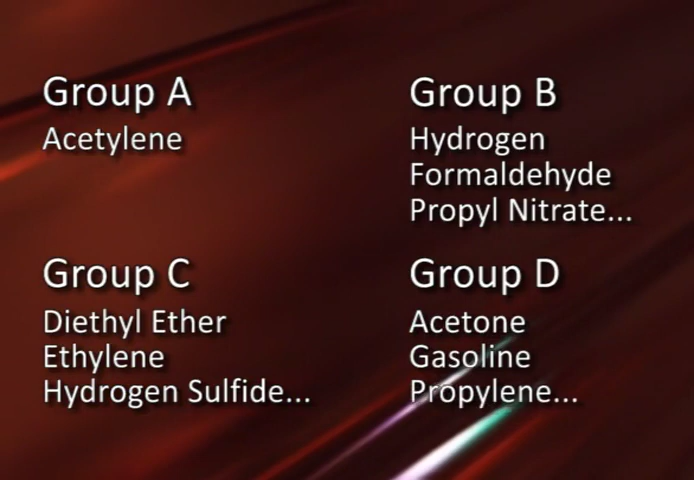 Group A
Acetylene
Group B
Hydrogen
Formaldehyde
Propyl Nitrate...
Group C
Diethyl Ether
Ethylene
Hydrogen Sulfide...
Group D
Acetone
Gasoline
Propylene...